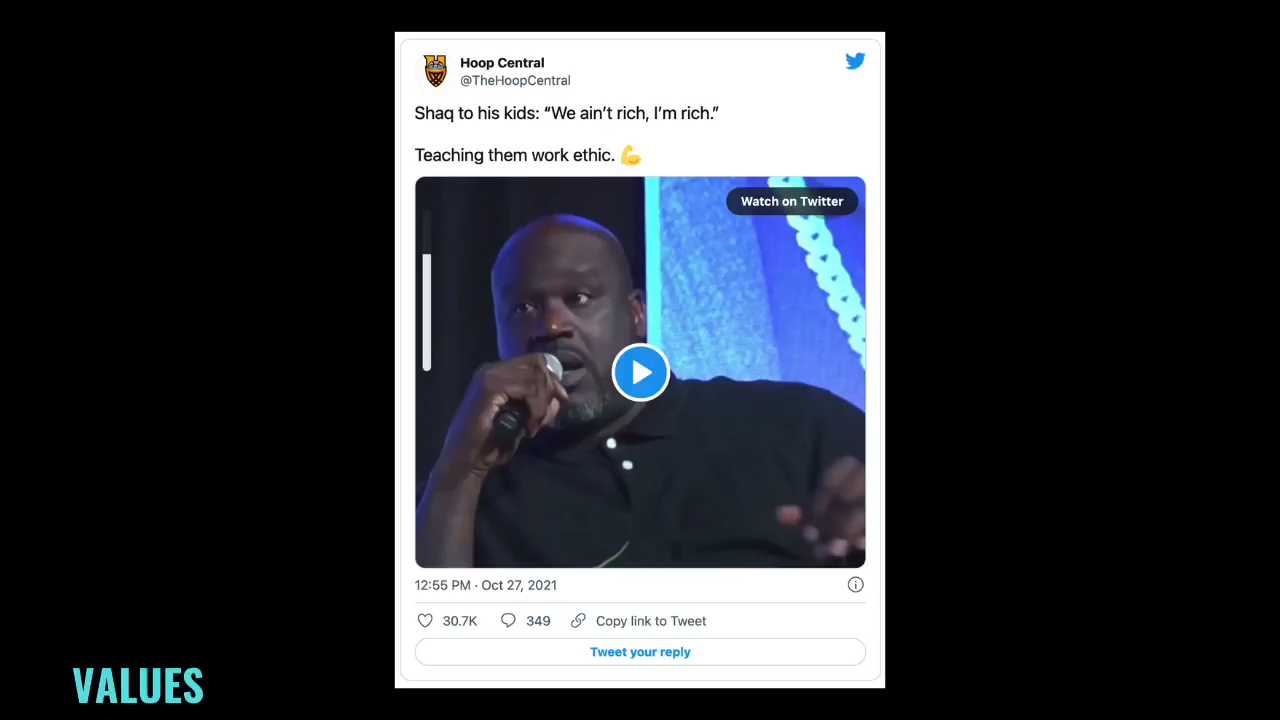 Hoop Central
@TheHoopCentral
Shaq to his kids: “We ain’t rich, I’m rich.”
Teaching them work ethic. 💪
Watch on Twitter
12:55 PM · Oct 27, 2021
30.7K 349 Copy link to Tweet
Tweet your reply
VALUES